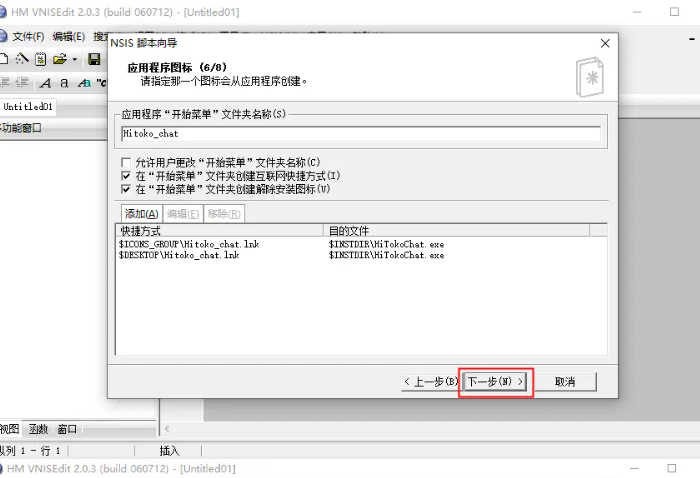 HM VNISEdit 2.0.3 (build 060712) - [Untitled01]
文件(F) 编辑(E)
NSIS 脚本向导
应用程序图标 (6/8)
请指定那一个图标会从应用程序创建。
Untitled01
功能窗口
应用程序“开始菜单”文件夹名称(S)
Hitoko_chat
允许用户更改“开始菜单”文件夹名称(C)
在“开始菜单”文件夹创建互联网快捷方式(I)
在“开始菜单”文件夹创建解除安装图标(U)
添加(A) 编辑(E) 移除(R)
快捷方式 目的文件
$ICONS_GROUP\Hitoko_chat.lnk $INSTDIR\HiTokoChat.exe
$DESKTOP\Hitoko_chat.lnk $INSTDIR\HiTokoChat.exe
< 上一步(B) 下一步(N) > 取消
视图 函数 窗口
纵列 1 - 行 1 插入
HM VNISEdit 2.0.3 (build 060712) - [Untitled01]